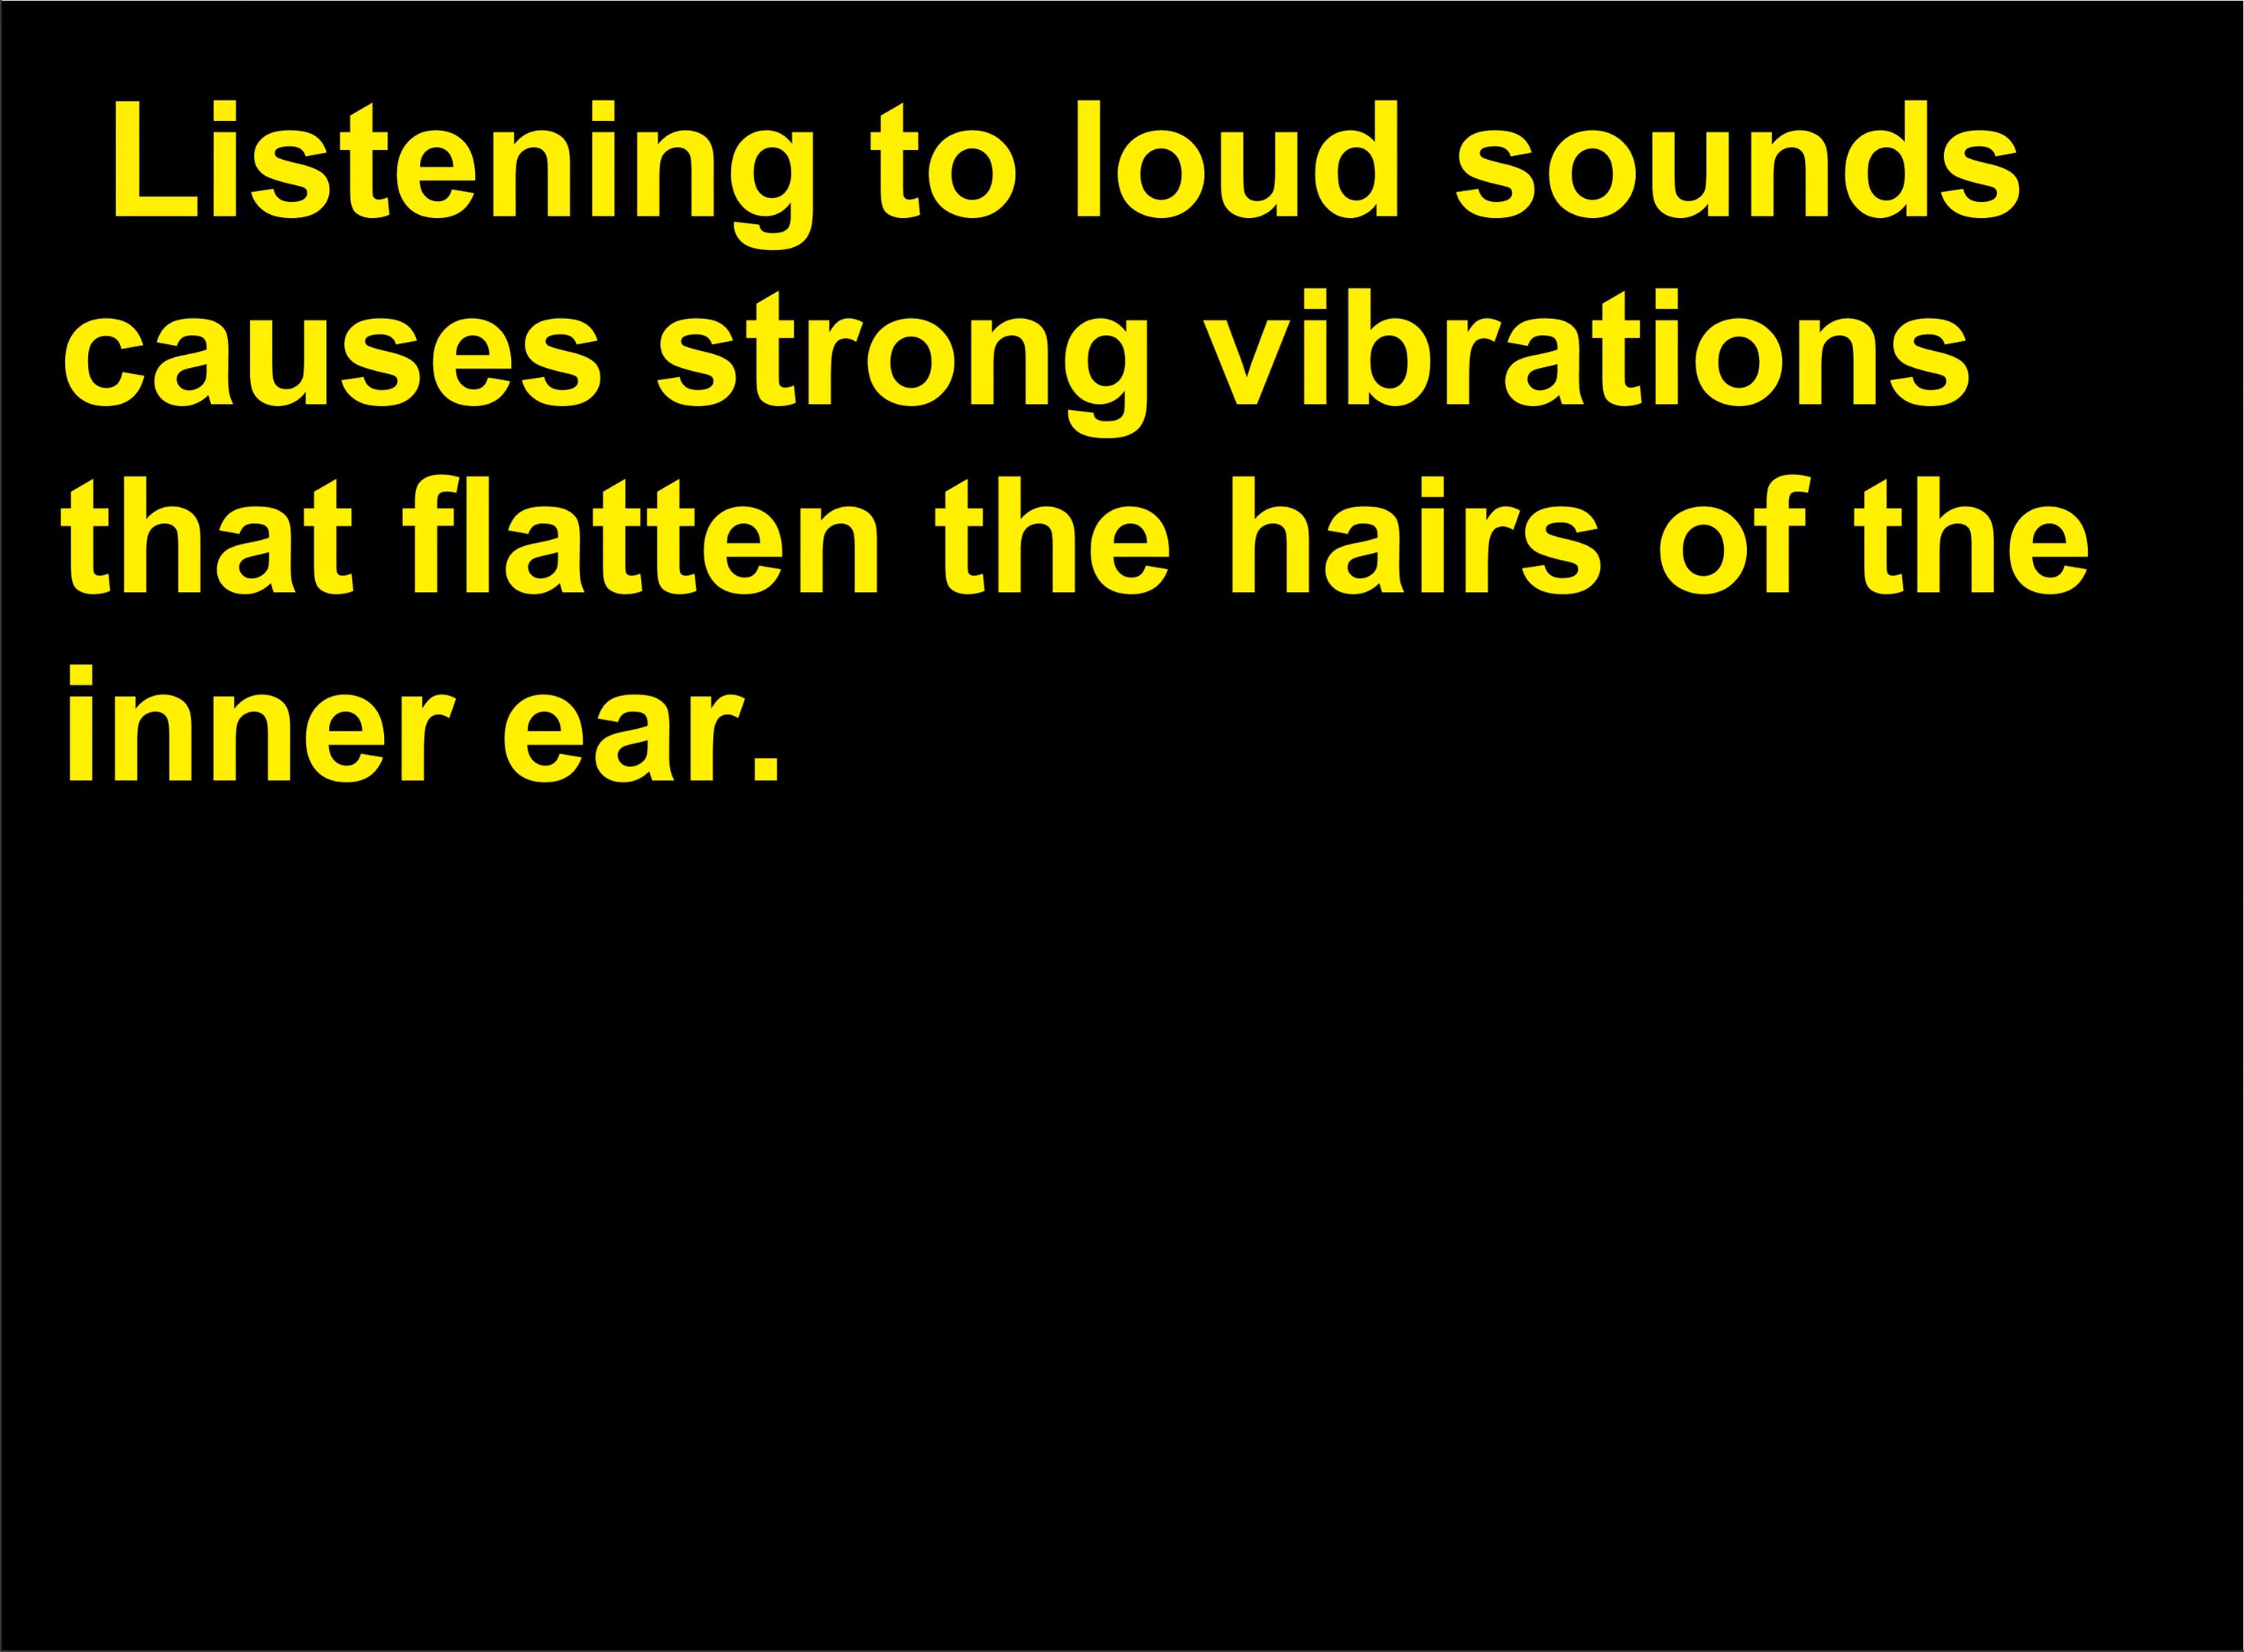 Listening to loud sounds
causes strong vibrations
that flatten the hairs of the
inner ear.